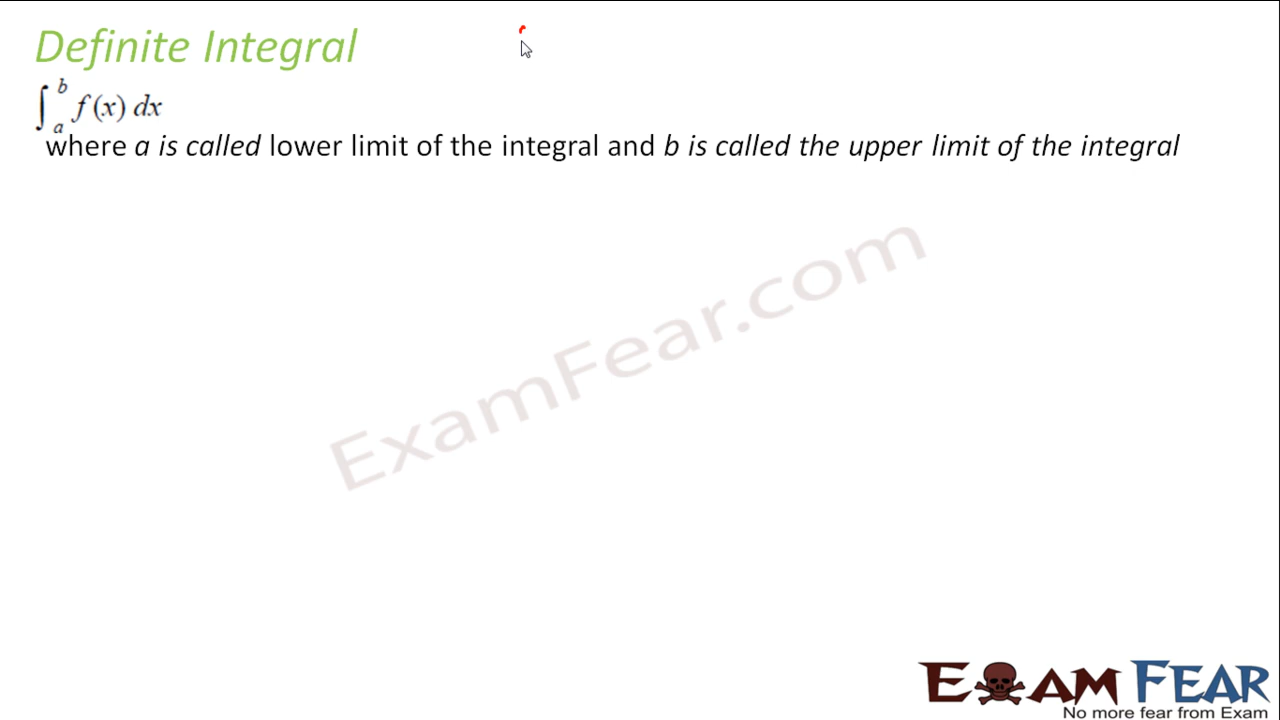 Definite Integral
∫ₐᵇ f(x) dx
where a is called lower limit of the integral and b is called the upper limit of the integral
ExamFear.com
EXAM FEAR
No more fear from Exam